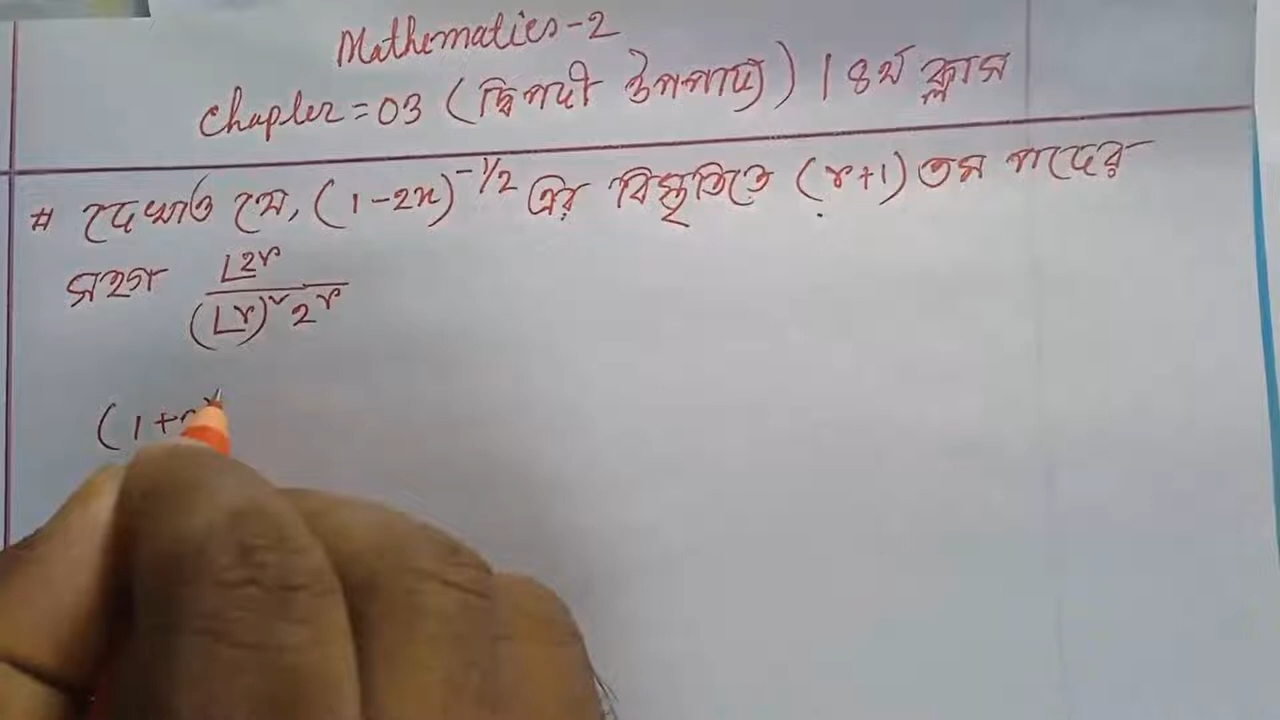 Mathematics-2
Chapter = 03 (দ্বিপদী উপপাদ্য) | ৪র্থ ক্লাস
# দেখাও যে, (1-2x)^-1/2 এর বিস্তৃতিতে (r+1) তম পদের
সহগ ⌊2r / (⌊r)² 2^r
(1+